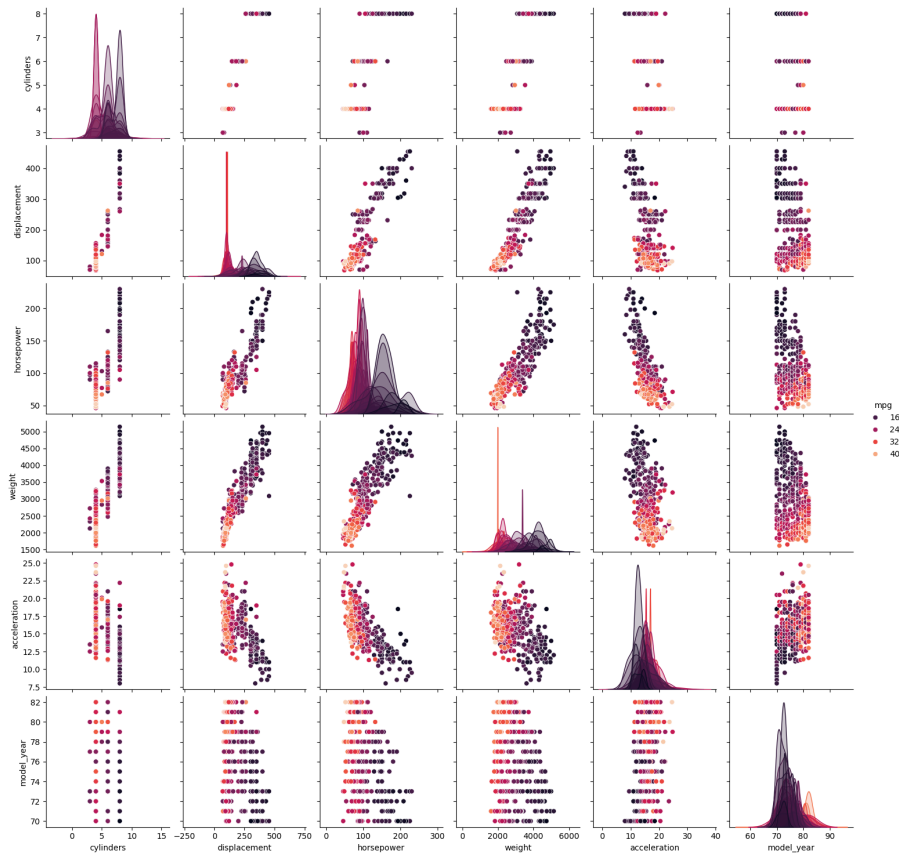 8
7
6
5
4
3
cylinders
400
300
200
100
displacement
200
150
100
50
horsepower
5000
4500
4000
3500
3000
2500
2000
1500
weight
25.0
22.5
20.0
17.5
15.0
12.5
10.0
7.5
acceleration
82
80
78
76
74
72
70
model_year
0 5 10 15
cylinders
−250 0 250 500 750
displacement
0 100 200 300
horsepower
2000 4000 6000
weight
0 10 20 30 40
acceleration
60 70 80 90
model_year
mpg
16
24
32
40